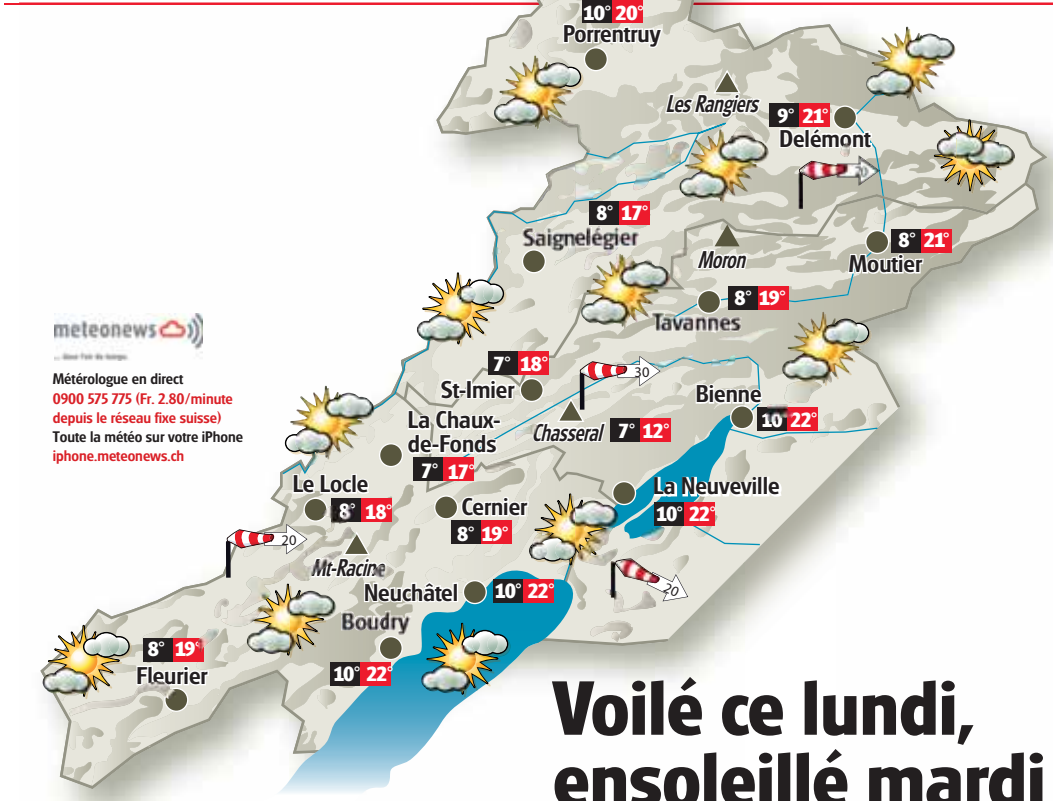 10° 20°
Porrentruy
Les Rangiers
9° 21°
Delémont
20
8° 17°
Saignelégier
Moron
8° 21°
Moutier
8° 19°
Tavannes
meteonews
Météorologue en direct
0900 575 775 (Fr. 2.80/minute
depuis le réseau fixe suisse)
Toute la météo sur votre iPhone
iphone.meteonews.ch
7° 18°
St-Imier
30
Chasseral 7° 12°
Bienne
10° 22°
La Chaux-
de-Fonds
7° 17°
Le Locle
8° 18°
Cernier
8° 19°
La Neuveville
10° 22°
20
Mt-Racine
Neuchâtel 10° 22°
20
Boudry
10° 22°
8° 19°
Fleurier
Voilé ce lundi,
ensoleillé mardi